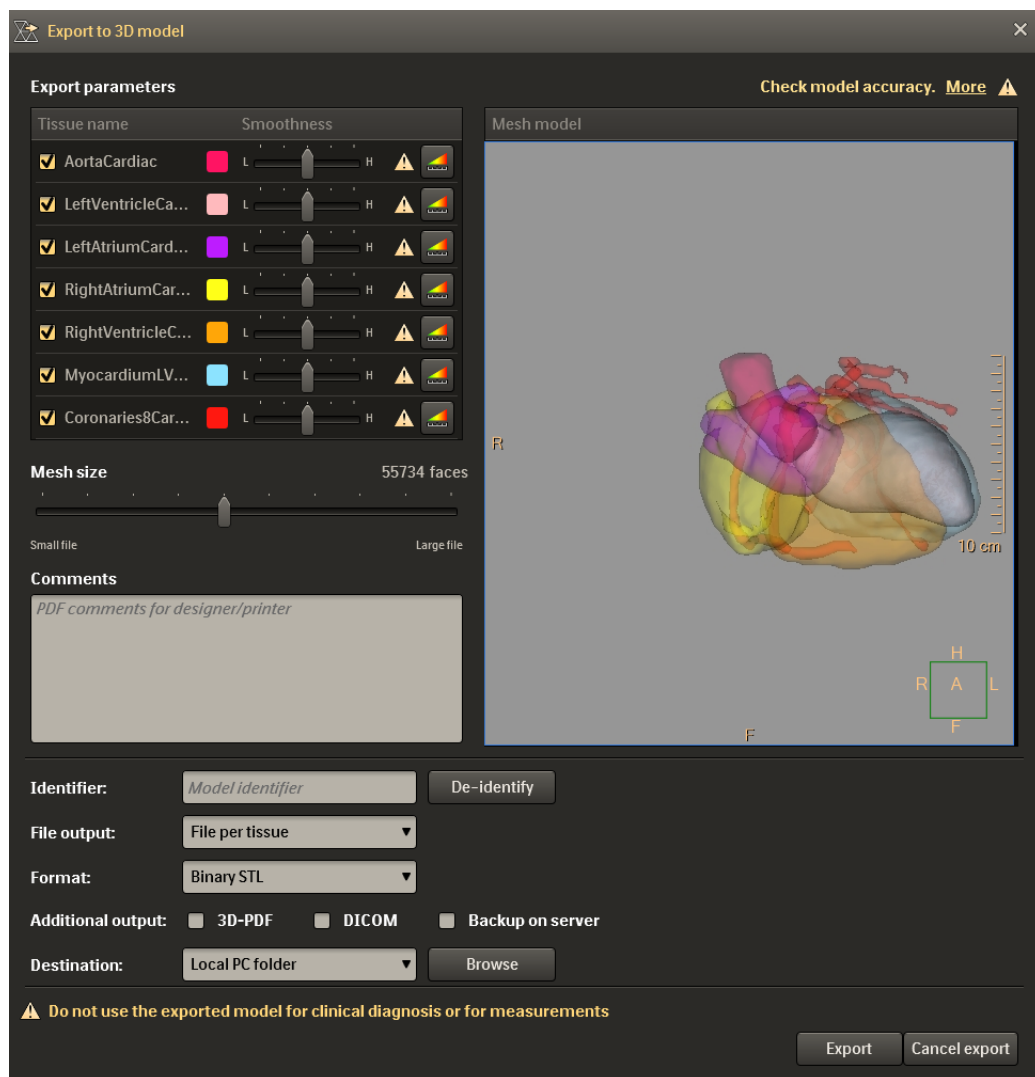 Export to 3D model
Export parameters
Check model accuracy. More
Tissue name Smoothness
Mesh model
AortaCardiac L H
LeftVentricleCa... L H
LeftAtriumCard... L H
RightAtriumCar... L H
RightVentricleC... L H
MyocardiumLV... L H
Coronaries8Car... L H
R
10 cm
H
R A L
F
F
Mesh size 55734 faces
Small file Large file
Comments
PDF comments for designer/printer
Identifier: Model identifier De-identify
File output: File per tissue
Format: Binary STL
Additional output: 3D-PDF DICOM Backup on server
Destination: Local PC folder Browse
Do not use the exported model for clinical diagnosis or for measurements
Export Cancel export